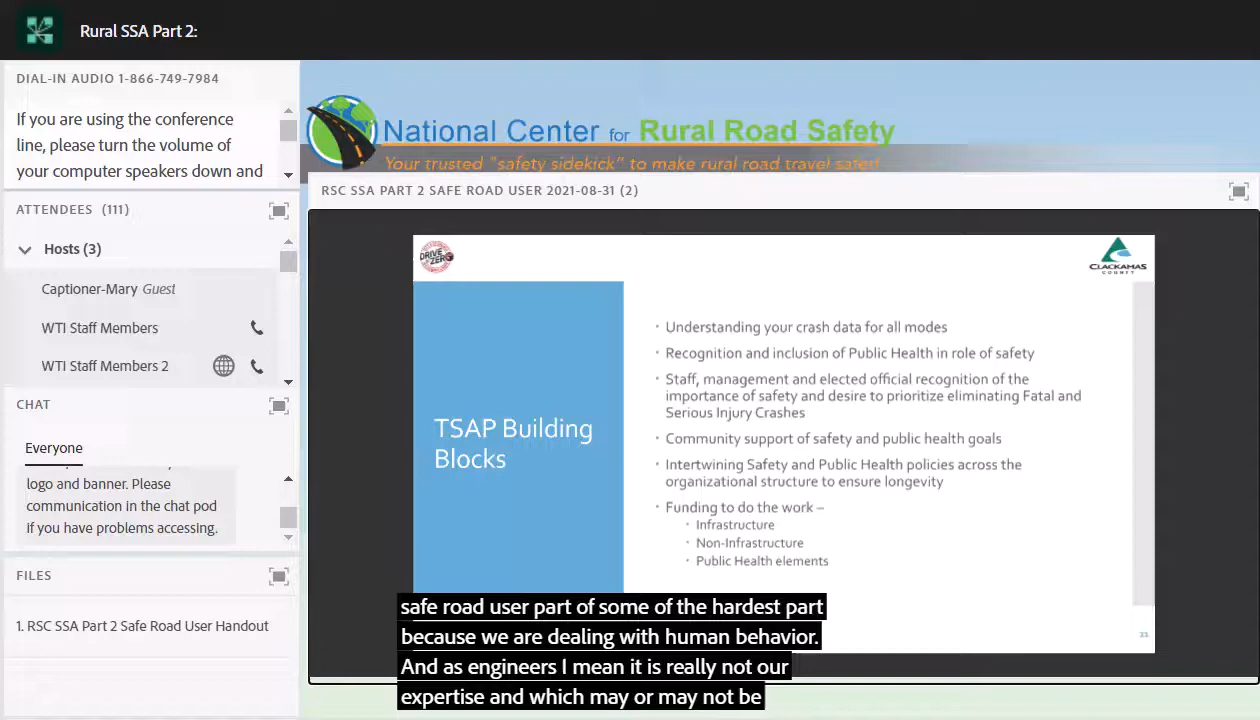 Rural SSA Part 2:
DIAL-IN AUDIO 1-866-749-7984
If you are using the conference
line, please turn the volume of
your computer speakers down and
ATTENDEES (111)
Hosts (3)
Captioner-Mary Guest
WTI Staff Members
WTI Staff Members 2
CHAT
Everyone
logo and banner. Please
communication in the chat pod
if you have problems accessing.
FILES
1. RSC SSA Part 2 Safe Road User Handout
National Center for Rural Road Safety
Your trusted "safety sidekick" to make rural road travel safer!
RSC SSA PART 2 SAFE ROAD USER 2021-08-31 (2)
DRIVE ZERO
CLACKAMAS
COUNTY
TSAP Building
Blocks
· Understanding your crash data for all modes
· Recognition and inclusion of Public Health in role of safety
· Staff, management and elected official recognition of the
importance of safety and desire to prioritize eliminating Fatal and
Serious Injury Crashes
· Community support of safety and public health goals
· Intertwining Safety and Public Health policies across the
organizational structure to ensure longevity
· Funding to do the work –
· Infrastructure
· Non-Infrastructure
· Public Health elements
safe road user part of some of the hardest part
because we are dealing with human behavior.
And as engineers I mean it is really not our
expertise and which may or may not be